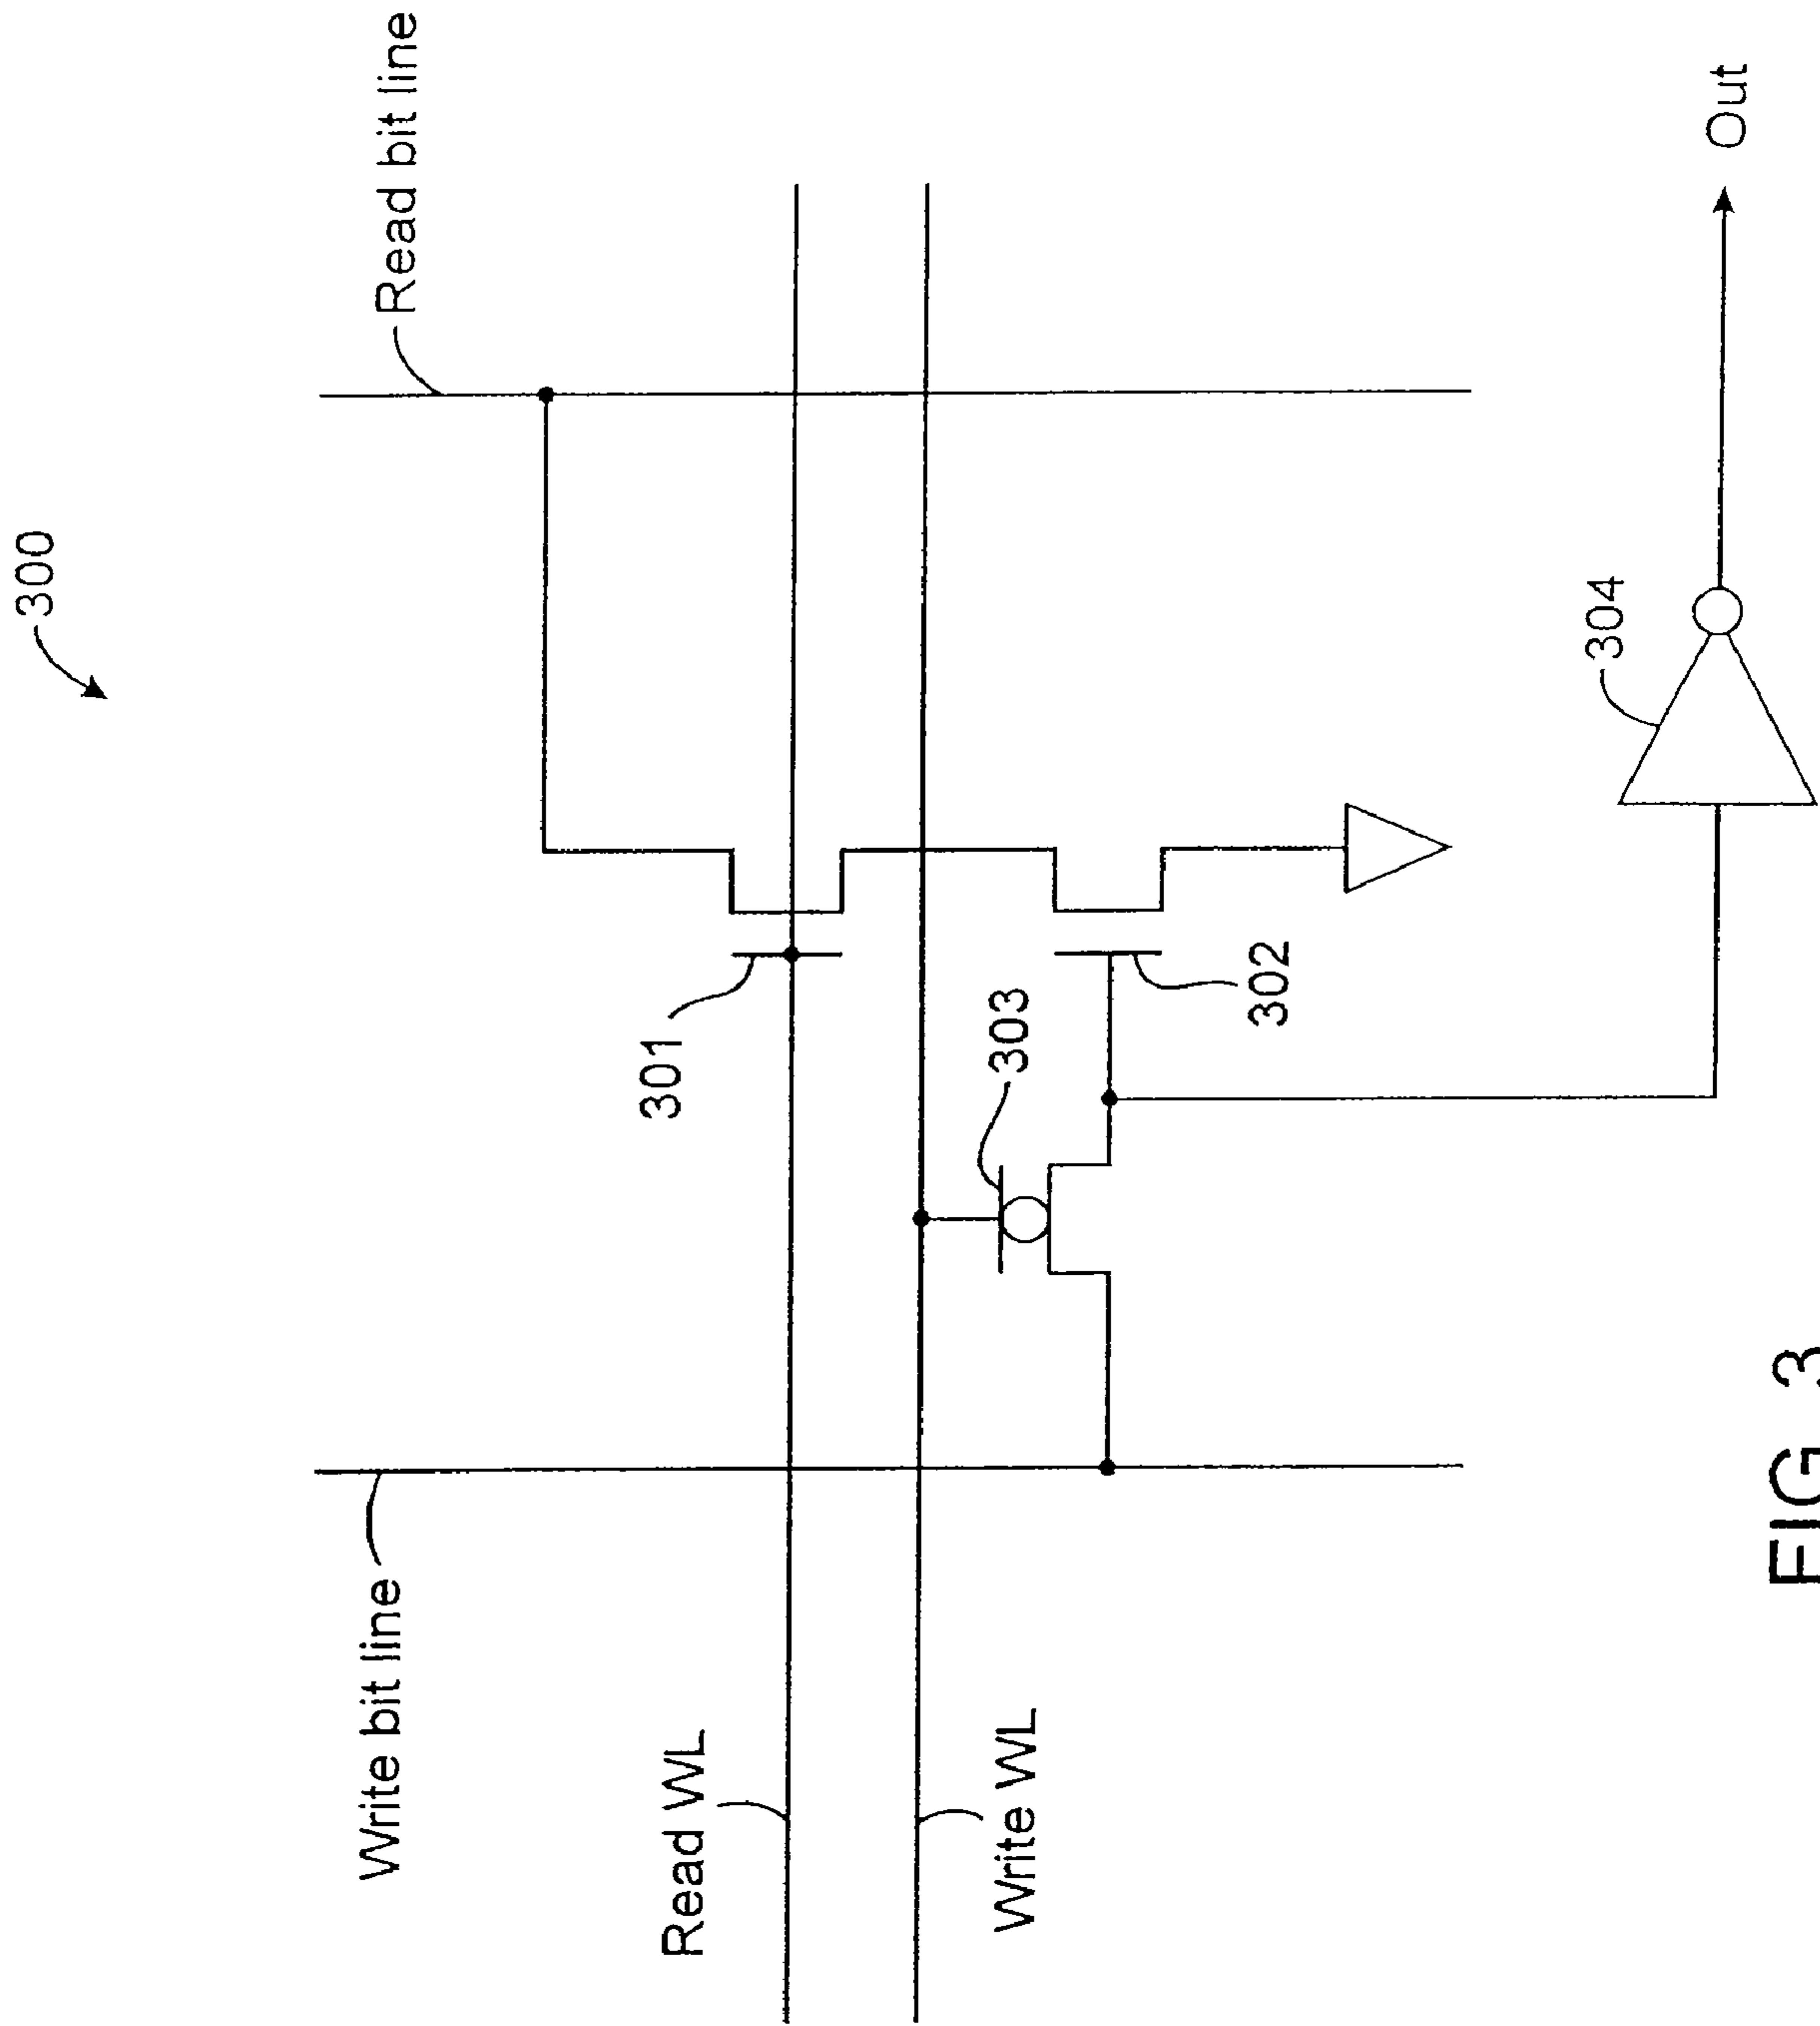 300
Write bit line
Read bit line
Read WL
Write WL
301
303
302
304
Out
FIG 3